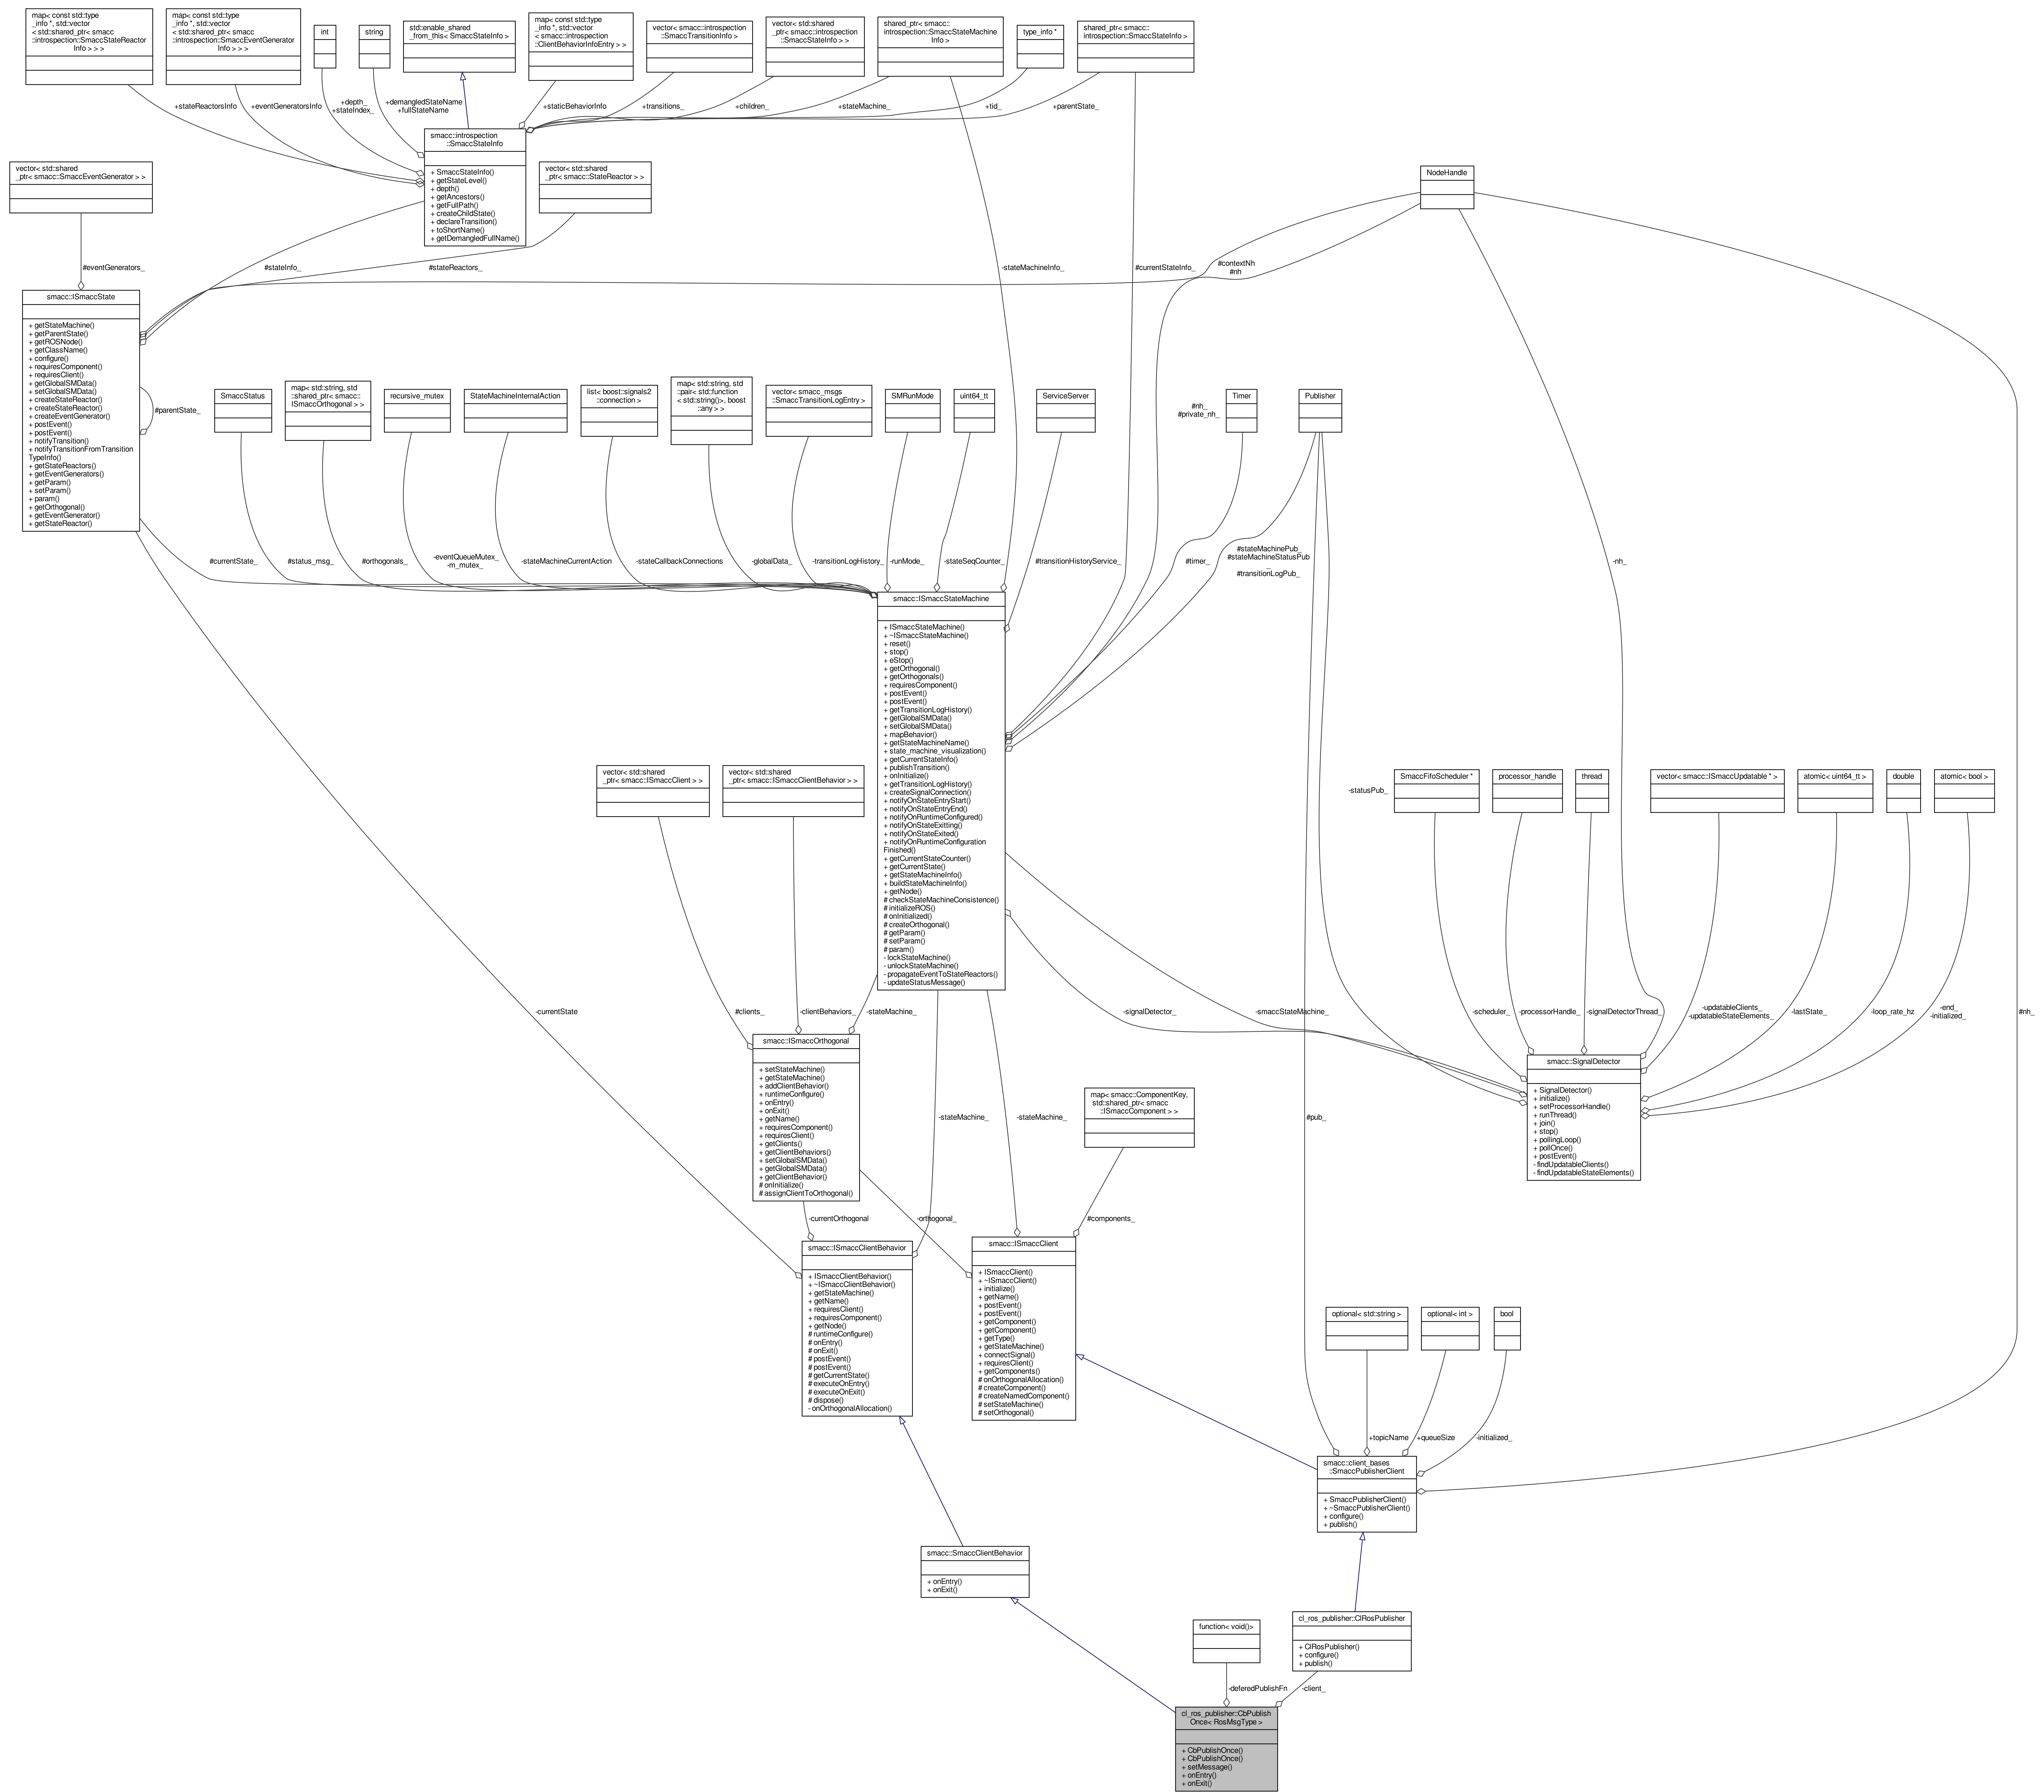 map< const std::type
_info *, std::vector
< std::shared_ptr< smacc
::introspection::SmaccStateReactor
Info > > >
map< const std::type
_info *, std::vector
< std::shared_ptr< smacc
::introspection::SmaccEventGenerator
Info > > >
int
string
std::enable_shared
_from_this< SmaccStateInfo >
map< const std::type
_info *, std::vector
< smacc::introspection
::ClientBehaviorInfoEntry > >
vector< smacc::introspection
::SmaccTransitionInfo >
vector< std::shared
_ptr< smacc::introspection
::SmaccStateInfo > >
shared_ptr< smacc::
introspection::SmaccStateMachine
Info >
type_info *
shared_ptr< smacc::
introspection::SmaccStateInfo >
+stateReactorsInfo
+eventGeneratorsInfo
+depth_
+stateIndex_
+demangledStateName
+fullStateName
+staticBehaviorInfo
+transitions_
+children_
+stateMachine_
+tid_
+parentState_
smacc::introspection
::SmaccStateInfo
+ SmaccStateInfo()
+ getStateLevel()
+ depth()
+ getAncestors()
+ getFullPath()
+ createChildState()
+ declareTransition()
+ toShortName()
+ getDemangledFullName()
vector< std::shared
_ptr< smacc::SmaccEventGenerator > >
vector< std::shared
_ptr< smacc::StateReactor > >
NodeHandle
#eventGenerators_
#stateInfo_
#stateReactors_
-stateMachineInfo_
#currentStateInfo_
#contextNh
#nh
smacc::ISmaccState
+ getStateMachine()
+ getParentState()
+ getROSNode()
+ getClassName()
+ configure()
+ requiresComponent()
+ requiresClient()
+ getGlobalSMData()
+ setGlobalSMData()
+ createStateReactor()
+ createStateReactor()
+ createEventGenerator()
+ postEvent()
+ postEvent()
+ notifyTransition()
+ notifyTransitionFromTransition
TypeInfo()
+ getStateReactors()
+ getEventGenerators()
+ getParam()
+ setParam()
+ param()
+ getOrthogonal()
+ getEventGenerator()
+ getStateReactor()
#parentState_
SmaccStatus
map< std::string, std
::shared_ptr< smacc::
ISmaccOrthogonal > >
recursive_mutex
StateMachineInternalAction
list< boost::signals2
::connection >
map< std::string, std
::pair< std::function
< std::string()>, boost
::any > >
vector< smacc_msgs
::SmaccTransitionLogEntry >
SMRunMode
uint64_tt
ServiceServer
#nh_
#private_nh_
Timer
Publisher
#currentState_
#status_msg_
#orthogonals_
-eventQueueMutex_
-m_mutex_
-stateMachineCurrentAction
-stateCallbackConnections
-globalData_
-transitionLogHistory_
-runMode_
-stateSeqCounter_
#transitionHistoryService_
#timer_
#stateMachinePub_
#stateMachineStatusPub
_
#transitionLogPub_
-nh_
smacc::ISmaccStateMachine
+ ISmaccStateMachine()
+ ~ISmaccStateMachine()
+ reset()
+ stop()
+ eStop()
+ getOrthogonal()
+ getOrthogonals()
+ requiresComponent()
+ postEvent()
+ postEvent()
+ getTransitionLogHistory()
+ getGlobalSMData()
+ setGlobalSMData()
+ mapBehavior()
+ getStateMachineName()
+ state_machine_visualization()
+ getCurrentStateInfo()
+ publishTransition()
+ onInitialize()
+ getTransitionLogHistory()
+ createSignalConnection()
+ notifyOnStateEntryStart()
+ notifyOnStateEntryEnd()
+ notifyOnRuntimeConfigured()
+ notifyOnStateExitting()
+ notifyOnStateExited()
+ notifyOnRuntimeConfiguration
Finished()
+ getCurrentStateCounter()
+ getCurrentState()
+ getStateMachineInfo()
+ buildStateMachineInfo()
+ getNode()
# checkStateMachineConsistence()
# initializeROS()
# onInitialized()
# createOrthogonal()
# getParam()
# setParam()
# param()
- lockStateMachine()
- unlockStateMachine()
- propagateEventToStateReactors()
- updateStatusMessage()
vector< std::shared
_ptr< smacc::ISmaccClient > >
vector< std::shared
_ptr< smacc::ISmaccClientBehavior > >
-statusPub_
SmaccFifoScheduler *
processor_handle
thread
vector< smacc::ISmaccUpdatable * >
atomic< uint64_tt >
double
atomic< bool >
-currentState
#clients_
-clientBehaviors_
-stateMachine_
-signalDetector_
-smaccStateMachine_
-scheduler_
-processorHandle_
-signalDetectorThread_
-updatableClients_
-updatableStateElements_
-lastState_
-loop_rate_hz
-end_
-initialized_
#nh_
smacc::ISmaccOrthogonal
+ setStateMachine()
+ getStateMachine()
+ addClientBehavior()
+ runtimeConfigure()
+ onEntry()
+ onExit()
+ getName()
+ requiresComponent()
+ requiresClient()
+ getClients()
+ getClientBehaviors()
+ setGlobalSMData()
+ getGlobalSMData()
+ getClientBehavior()
# onInitialize()
# assignClientToOrthogonal()
smacc::SignalDetector
+ SignalDetector()
+ initialize()
+ setProcessorHandle()
+ runThread()
+ join()
+ stop()
+ pollingLoop()
+ pollOnce()
+ postEvent()
- findUpdatableClients()
- findUpdatableStateElements()
-stateMachine_
-stateMachine_
map< smacc::ComponentKey,
std::shared_ptr< smacc
::ISmaccComponent > >
#pub_
-currentOrthogonal
-orthogonal_
#components_
smacc::ISmaccClientBehavior
+ ISmaccClientBehavior()
+ ~ISmaccClientBehavior()
+ getStateMachine()
+ getName()
+ requiresClient()
+ requiresComponent()
+ getNode()
# runtimeConfigure()
# onEntry()
# onExit()
# postEvent()
# postEvent()
# getCurrentState()
# executeOnEntry()
# executeOnExit()
# dispose()
- onOrthogonalAllocation()
smacc::ISmaccClient
+ ISmaccClient()
+ ~ISmaccClient()
+ initialize()
+ getName()
+ postEvent()
+ postEvent()
+ getComponent()
+ getComponent()
+ getType()
+ getStateMachine()
+ connectSignal()
+ requiresClient()
+ getComponents()
# onOrthogonalAllocation()
# createComponent()
# createNamedComponent()
# setStateMachine()
# setOrthogonal()
optional< std::string >
optional< int >
bool
+topicName
+queueSize
-initialized_
smacc::client_bases
::SmaccPublisherClient
+ SmaccPublisherClient()
+ ~SmaccPublisherClient()
+ configure()
+ publish()
smacc::SmaccClientBehavior
+ onEntry()
+ onExit()
function< void()>
cl_ros_publisher::ClRosPublisher
+ ClRosPublisher()
+ configure()
+ publish()
-deferedPublishFn
-client_
cl_ros_publisher::CbPublish
Once< RosMsgType >
+ CbPublishOnce()
+ CbPublishOnce()
+ setMessage()
+ onEntry()
+ onExit()